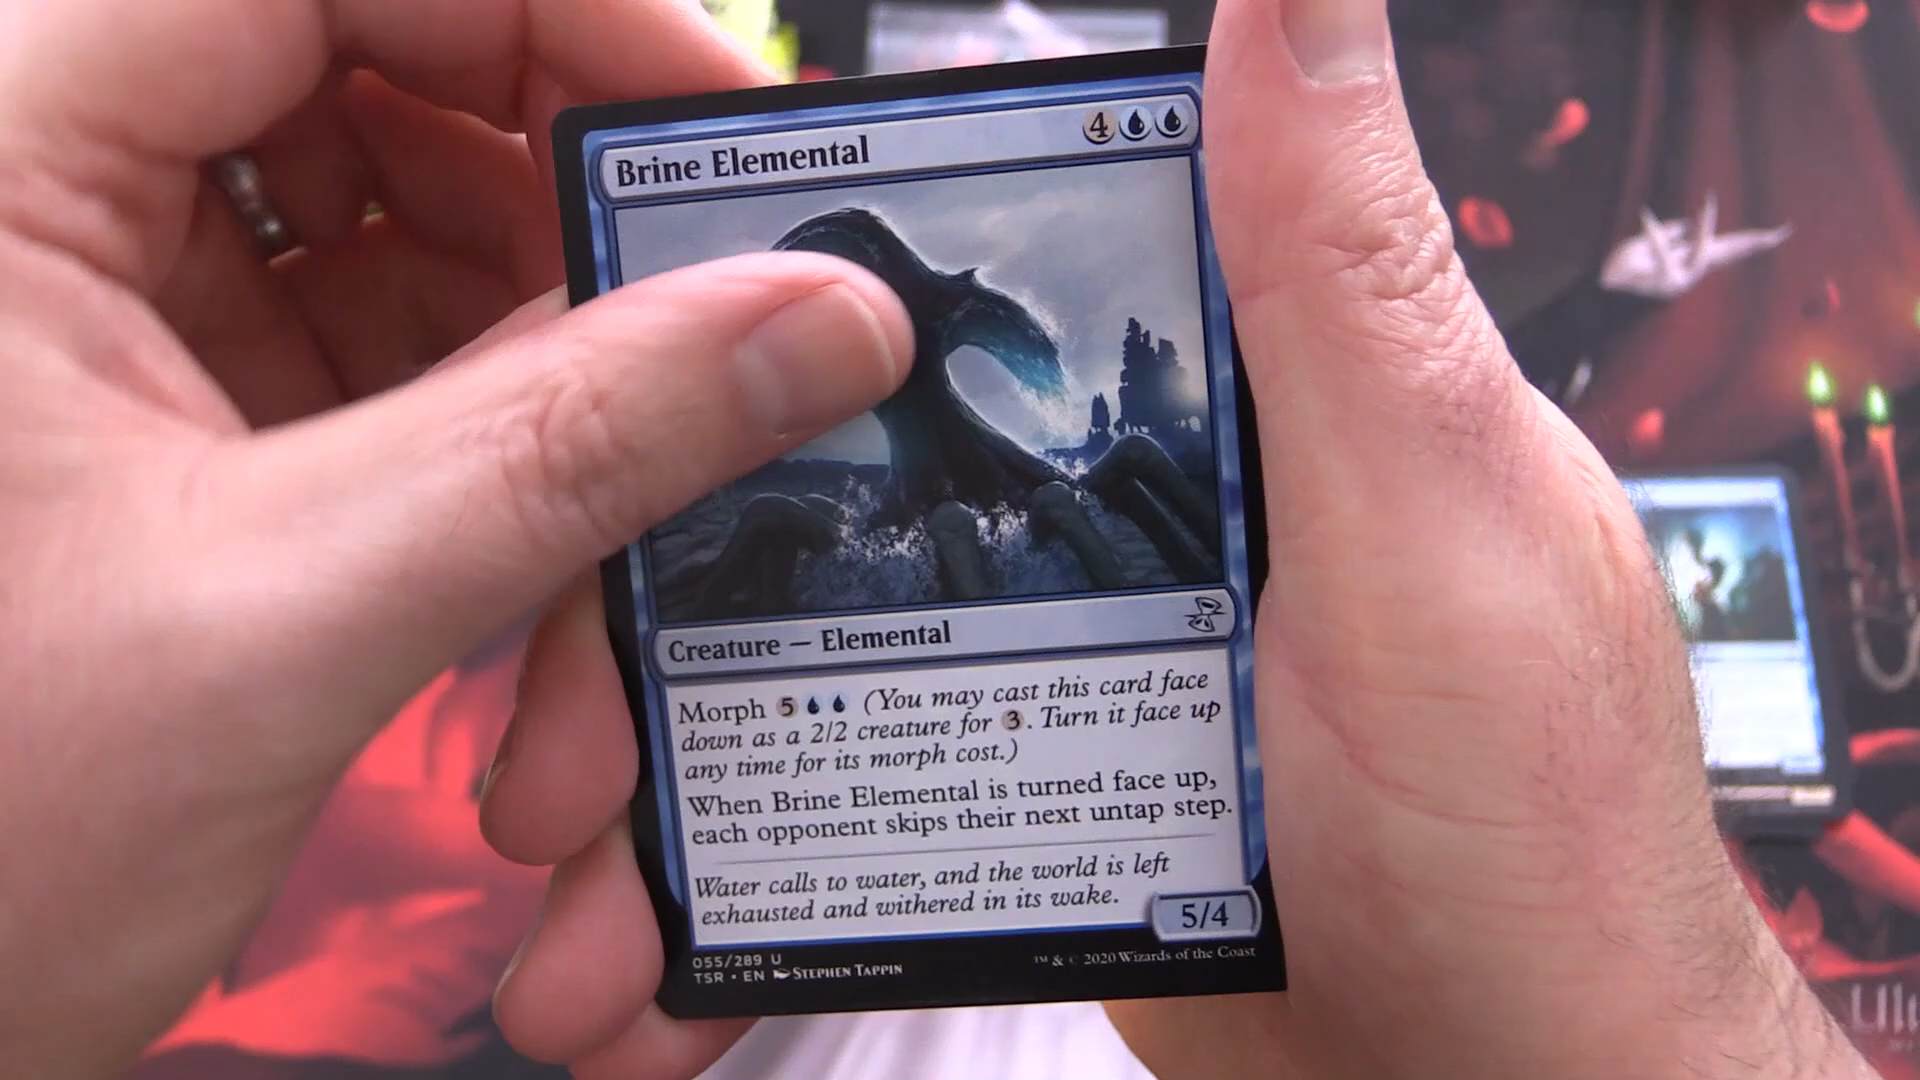 Brine Elemental 4
Creature — Elemental
Morph 5 (You may cast this card face
down as a 2/2 creature for 3. Turn it face up
any time for its morph cost.)
When Brine Elemental is turned face up,
each opponent skips their next untap step.
Water calls to water, and the world is left
exhausted and withered in its wake.
5/4
055/289 U
TSR • EN STEPHEN TAPPIN
™ & © 2020 Wizards of the Coast